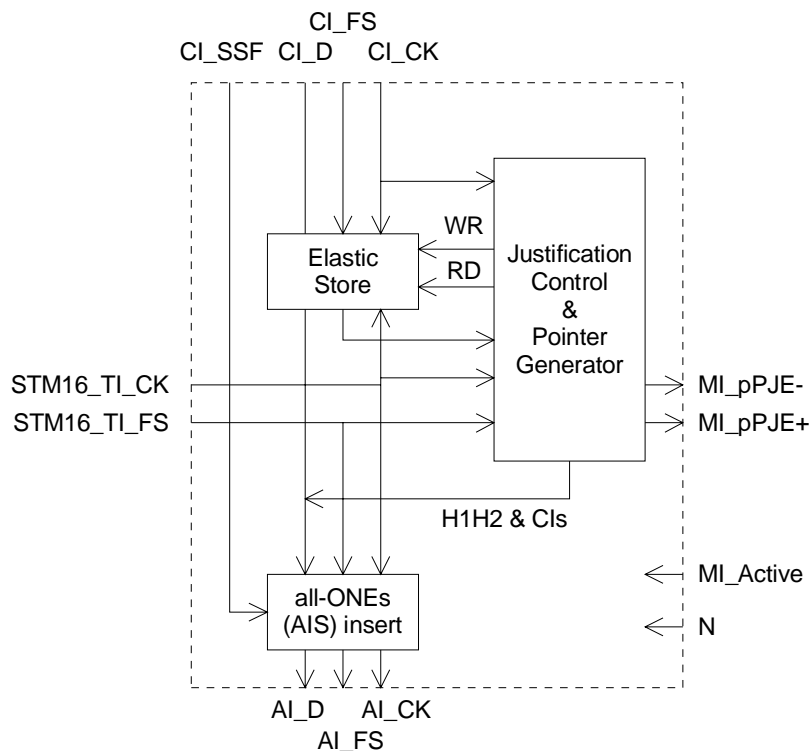 CI_FS
CI_SSF CI_D CI_CK
WR
RD
Elastic
Store
Justification
Control
&
Pointer
Generator
STM16_TI_CK
STM16_TI_FS
MI_pPJE-
MI_pPJE+
H1H2 & CIs
MI_Active
N
all-ONEs
(AIS) insert
AI_D AI_CK
AI_FS